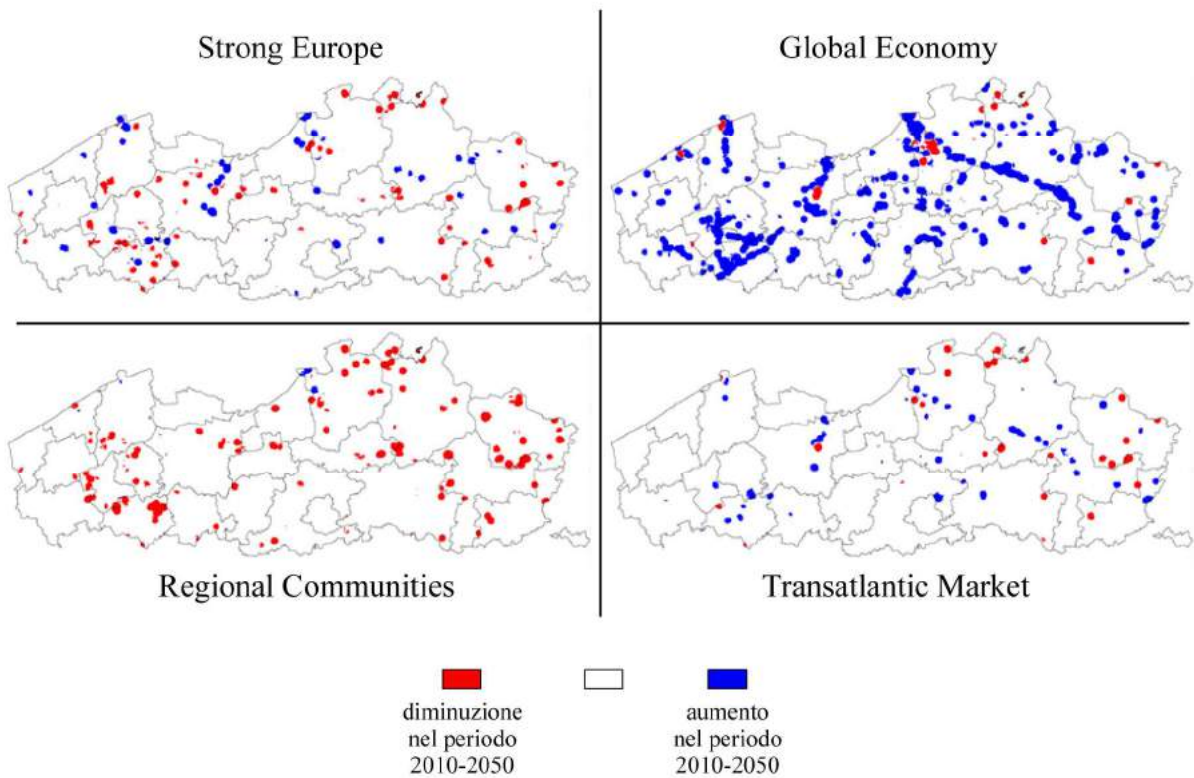 Strong Europe
Global Economy
Regional Communities
Transatlantic Market
diminuzione
nel periodo
2010-2050
aumento
nel periodo
2010-2050